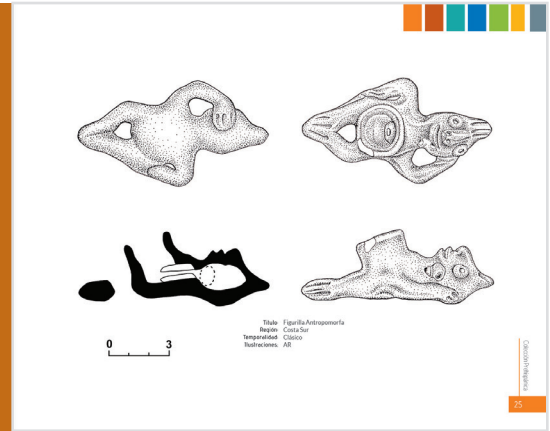 Título: Figurilla Antropomorfa
Región: Costa Sur
Temporalidad: Clásico
Ilustraciones: AR
0 3
Colección Prehispánica
25